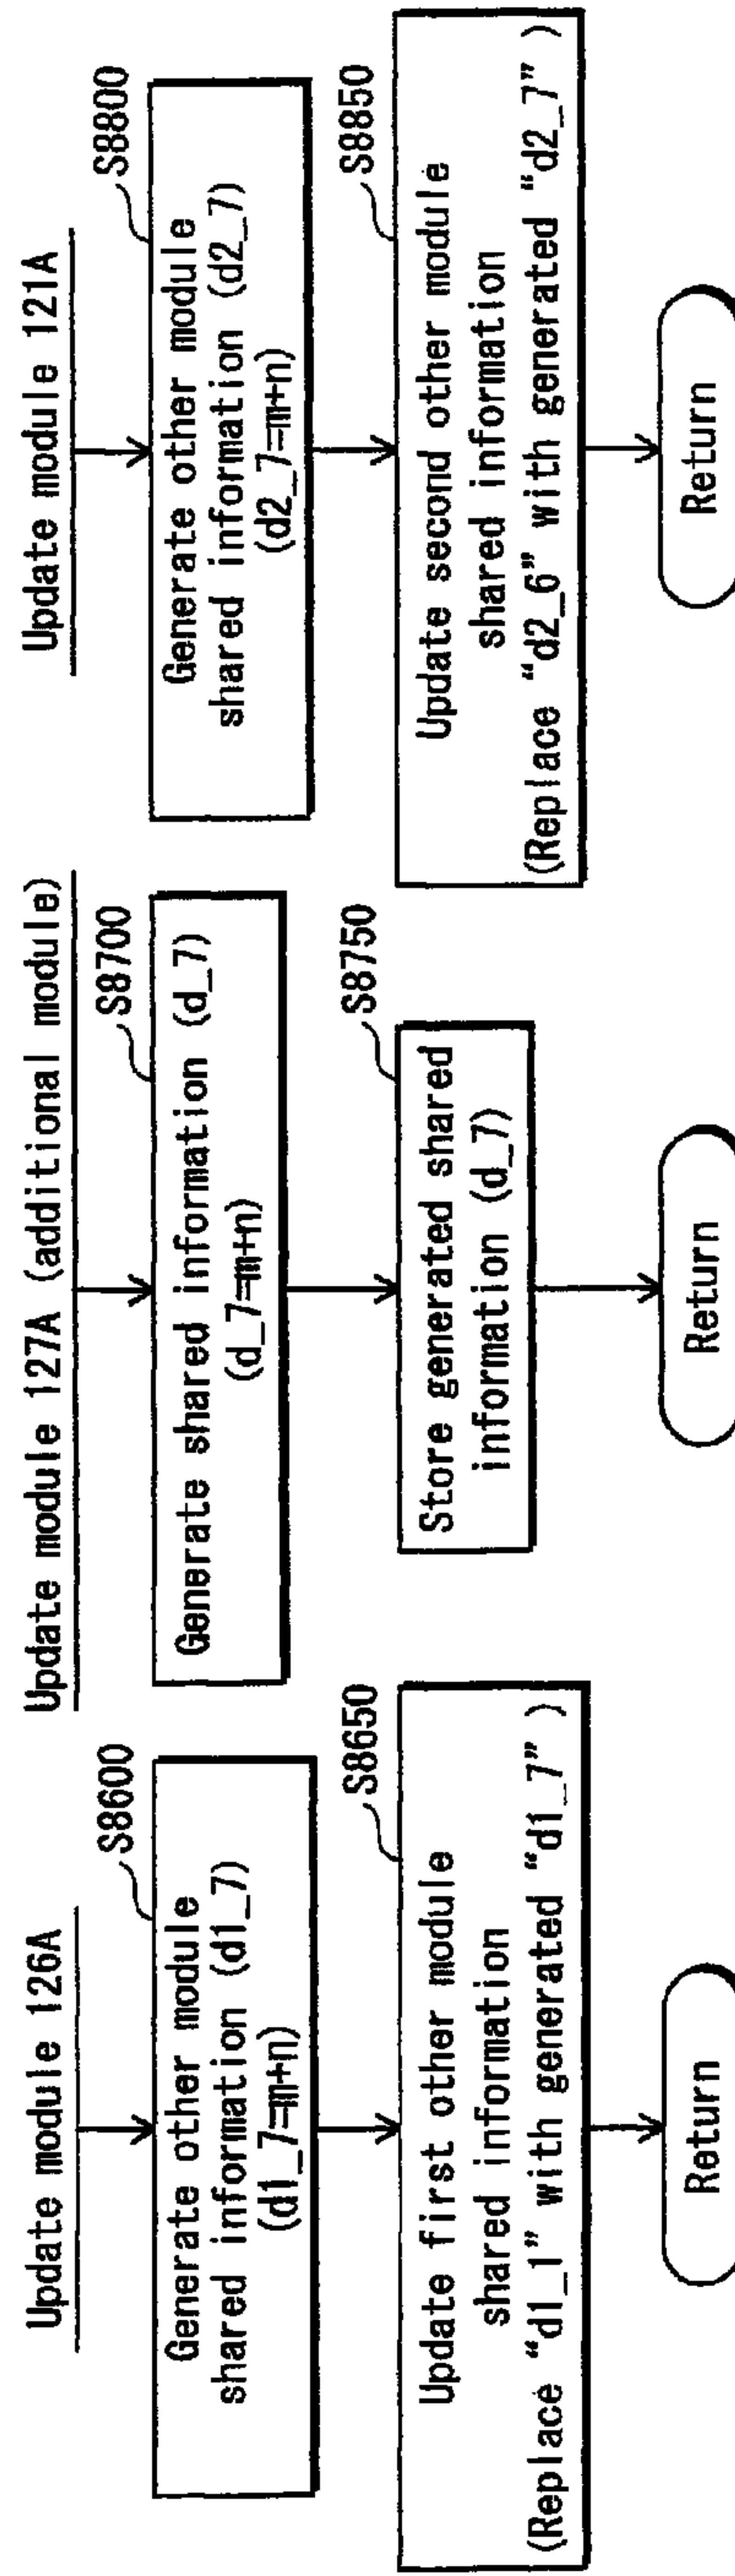 Update module 126A
S8600
Generate other module
shared information (d1_7)
(d1_7=m+n)
S8650
Update first other module
shared information
(Replace “d1_1” with generated “d1_7” )
Return
Update module 127A (additional module)
S8700
Generate shared information (d_7)
(d_7=m+n)
S8750
Store generated shared
information (d_7)
Return
Update module 121A
S8800
Generate other module
shared information (d2_7)
(d2_7=m+n)
S8850
Update second other module
shared information
(Replace “d2_6” with generated “d2_7” )
Return